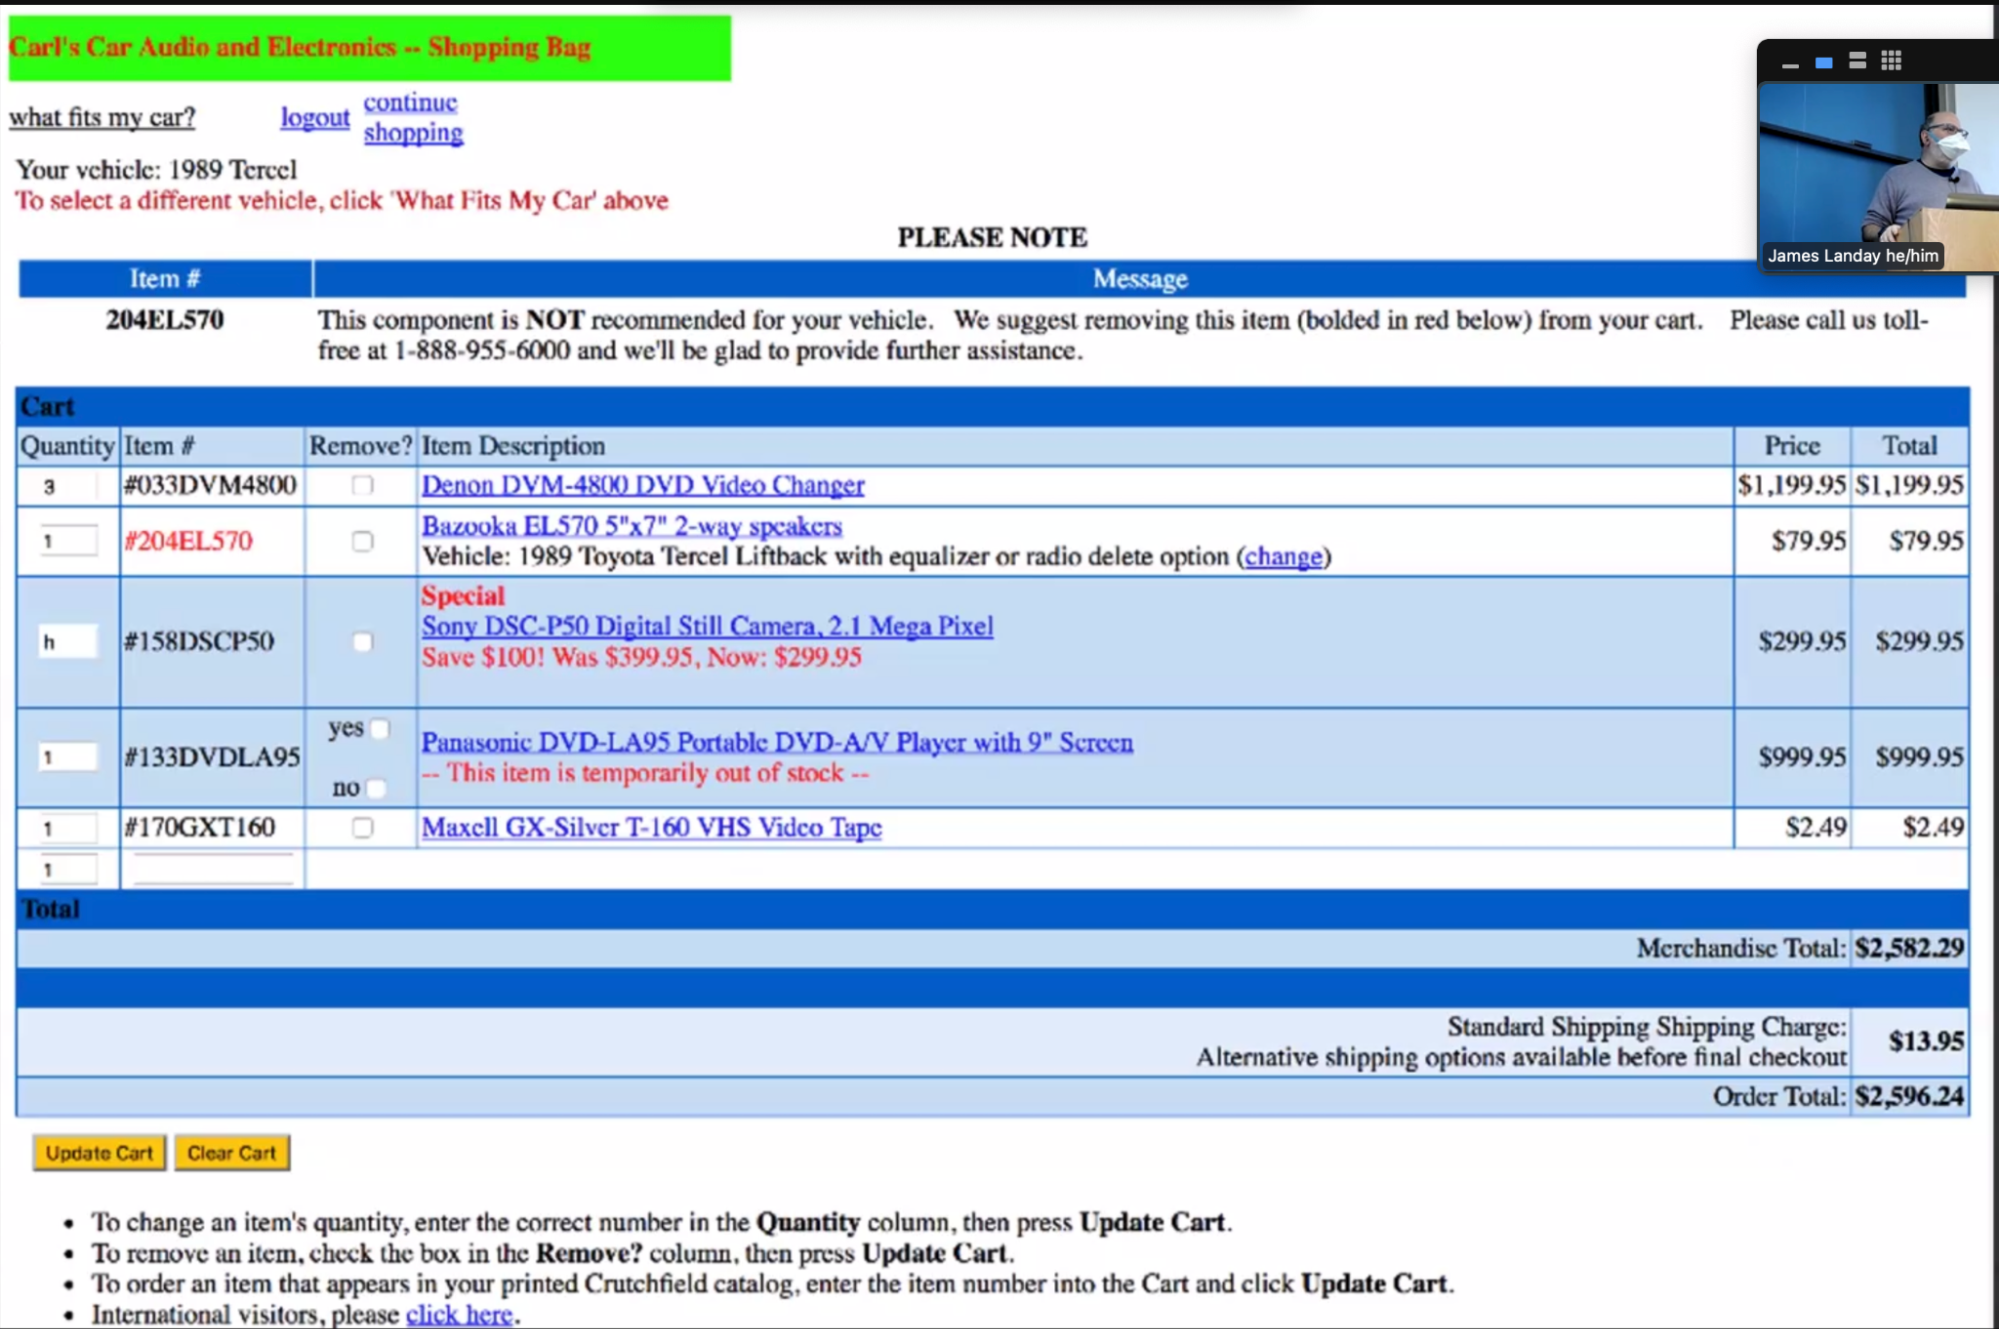 Carl's Car Audio and Electronics -- Shopping Bag
what fits my car? logout continue shopping
Your vehicle: 1989 Tercel
To select a different vehicle, click 'What Fits My Car' above
James Landay he/him
PLEASE NOTE
Item # Message
204EL570 This component is NOT recommended for your vehicle. We suggest removing this item (bolded in red below) from your cart. Please call us toll-
free at 1-888-955-6000 and we'll be glad to provide further assistance.
Cart
Quantity Item # Remove? Item Description Price Total
3 #033DVM4800 Denon DVM-4800 DVD Video Changer $1,199.95 $1,199.95
1 #204EL570 Bazooka EL570 5"x7" 2-way speakers $79.95 $79.95
Vehicle: 1989 Toyota Tercel Liftback with equalizer or radio delete option (change)
Special
h #158DSCP50 Sony DSC-P50 Digital Still Camera, 2.1 Mega Pixel $299.95 $299.95
Save $100! Was $399.95, Now: $299.95
yes
1 #133DVDLA95 Panasonic DVD-LA95 Portable DVD-A/V Player with 9" Screen $999.95 $999.95
-- This item is temporarily out of stock --
no
1 #170GXT160 Maxell GX-Silver T-160 VHS Video Tape $2.49 $2.49
1
Total
Merchandise Total: $2,582.29
Standard Shipping Shipping Charge: $13.95
Alternative shipping options available before final checkout
Order Total: $2,596.24
Update Cart Clear Cart
• To change an item's quantity, enter the correct number in the Quantity column, then press Update Cart.
• To remove an item, check the box in the Remove? column, then press Update Cart.
• To order an item that appears in your printed Crutchfield catalog, enter the item number into the Cart and click Update Cart.
• International visitors, please click here.